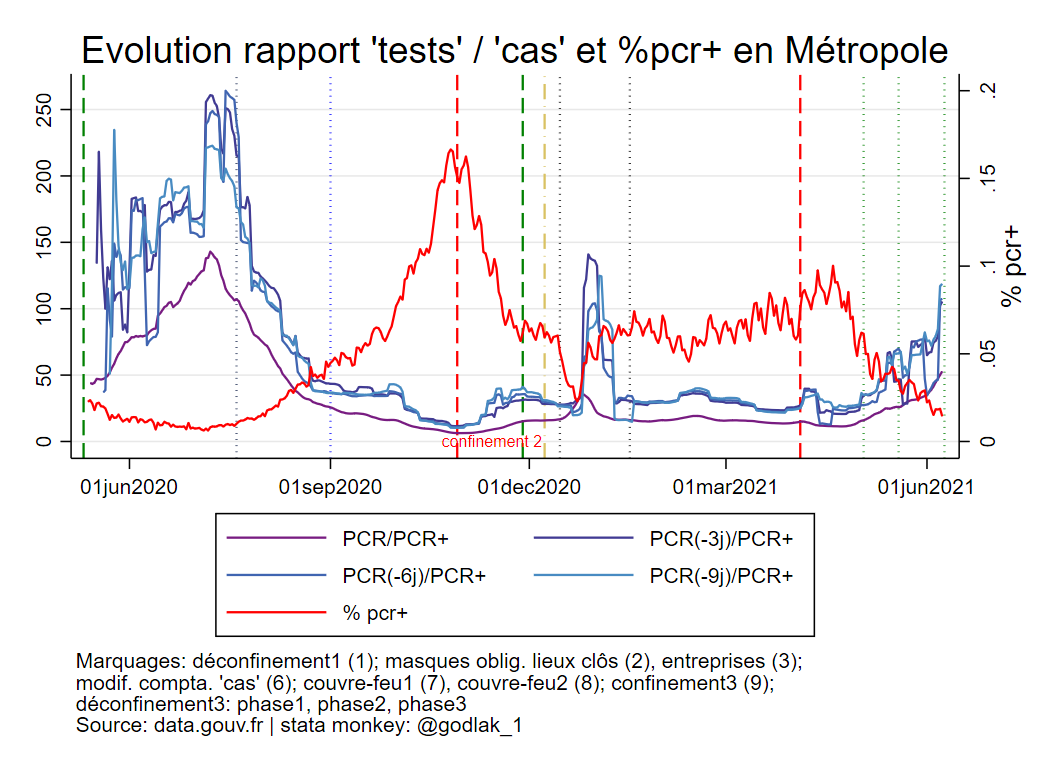 Evolution rapport 'tests' / 'cas' et %pcr+ en Métropole
250
200
150
100
50
0
.2
.15
.1
.05
0
% pcr+
confinement 2
01jun2020
01sep2020
01dec2020
01mar2021
01jun2021
PCR/PCR+
PCR(-3j)/PCR+
PCR(-6j)/PCR+
PCR(-9j)/PCR+
% pcr+
Marquages: déconfinement1 (1); masques oblig. lieux clôs (2), entreprises (3);
modif. compta. 'cas' (6); couvre-feu1 (7), couvre-feu2 (8); confinement3 (9);
déconfinement3: phase1, phase2, phase3
Source: data.gouv.fr | stata monkey: @godlak_1